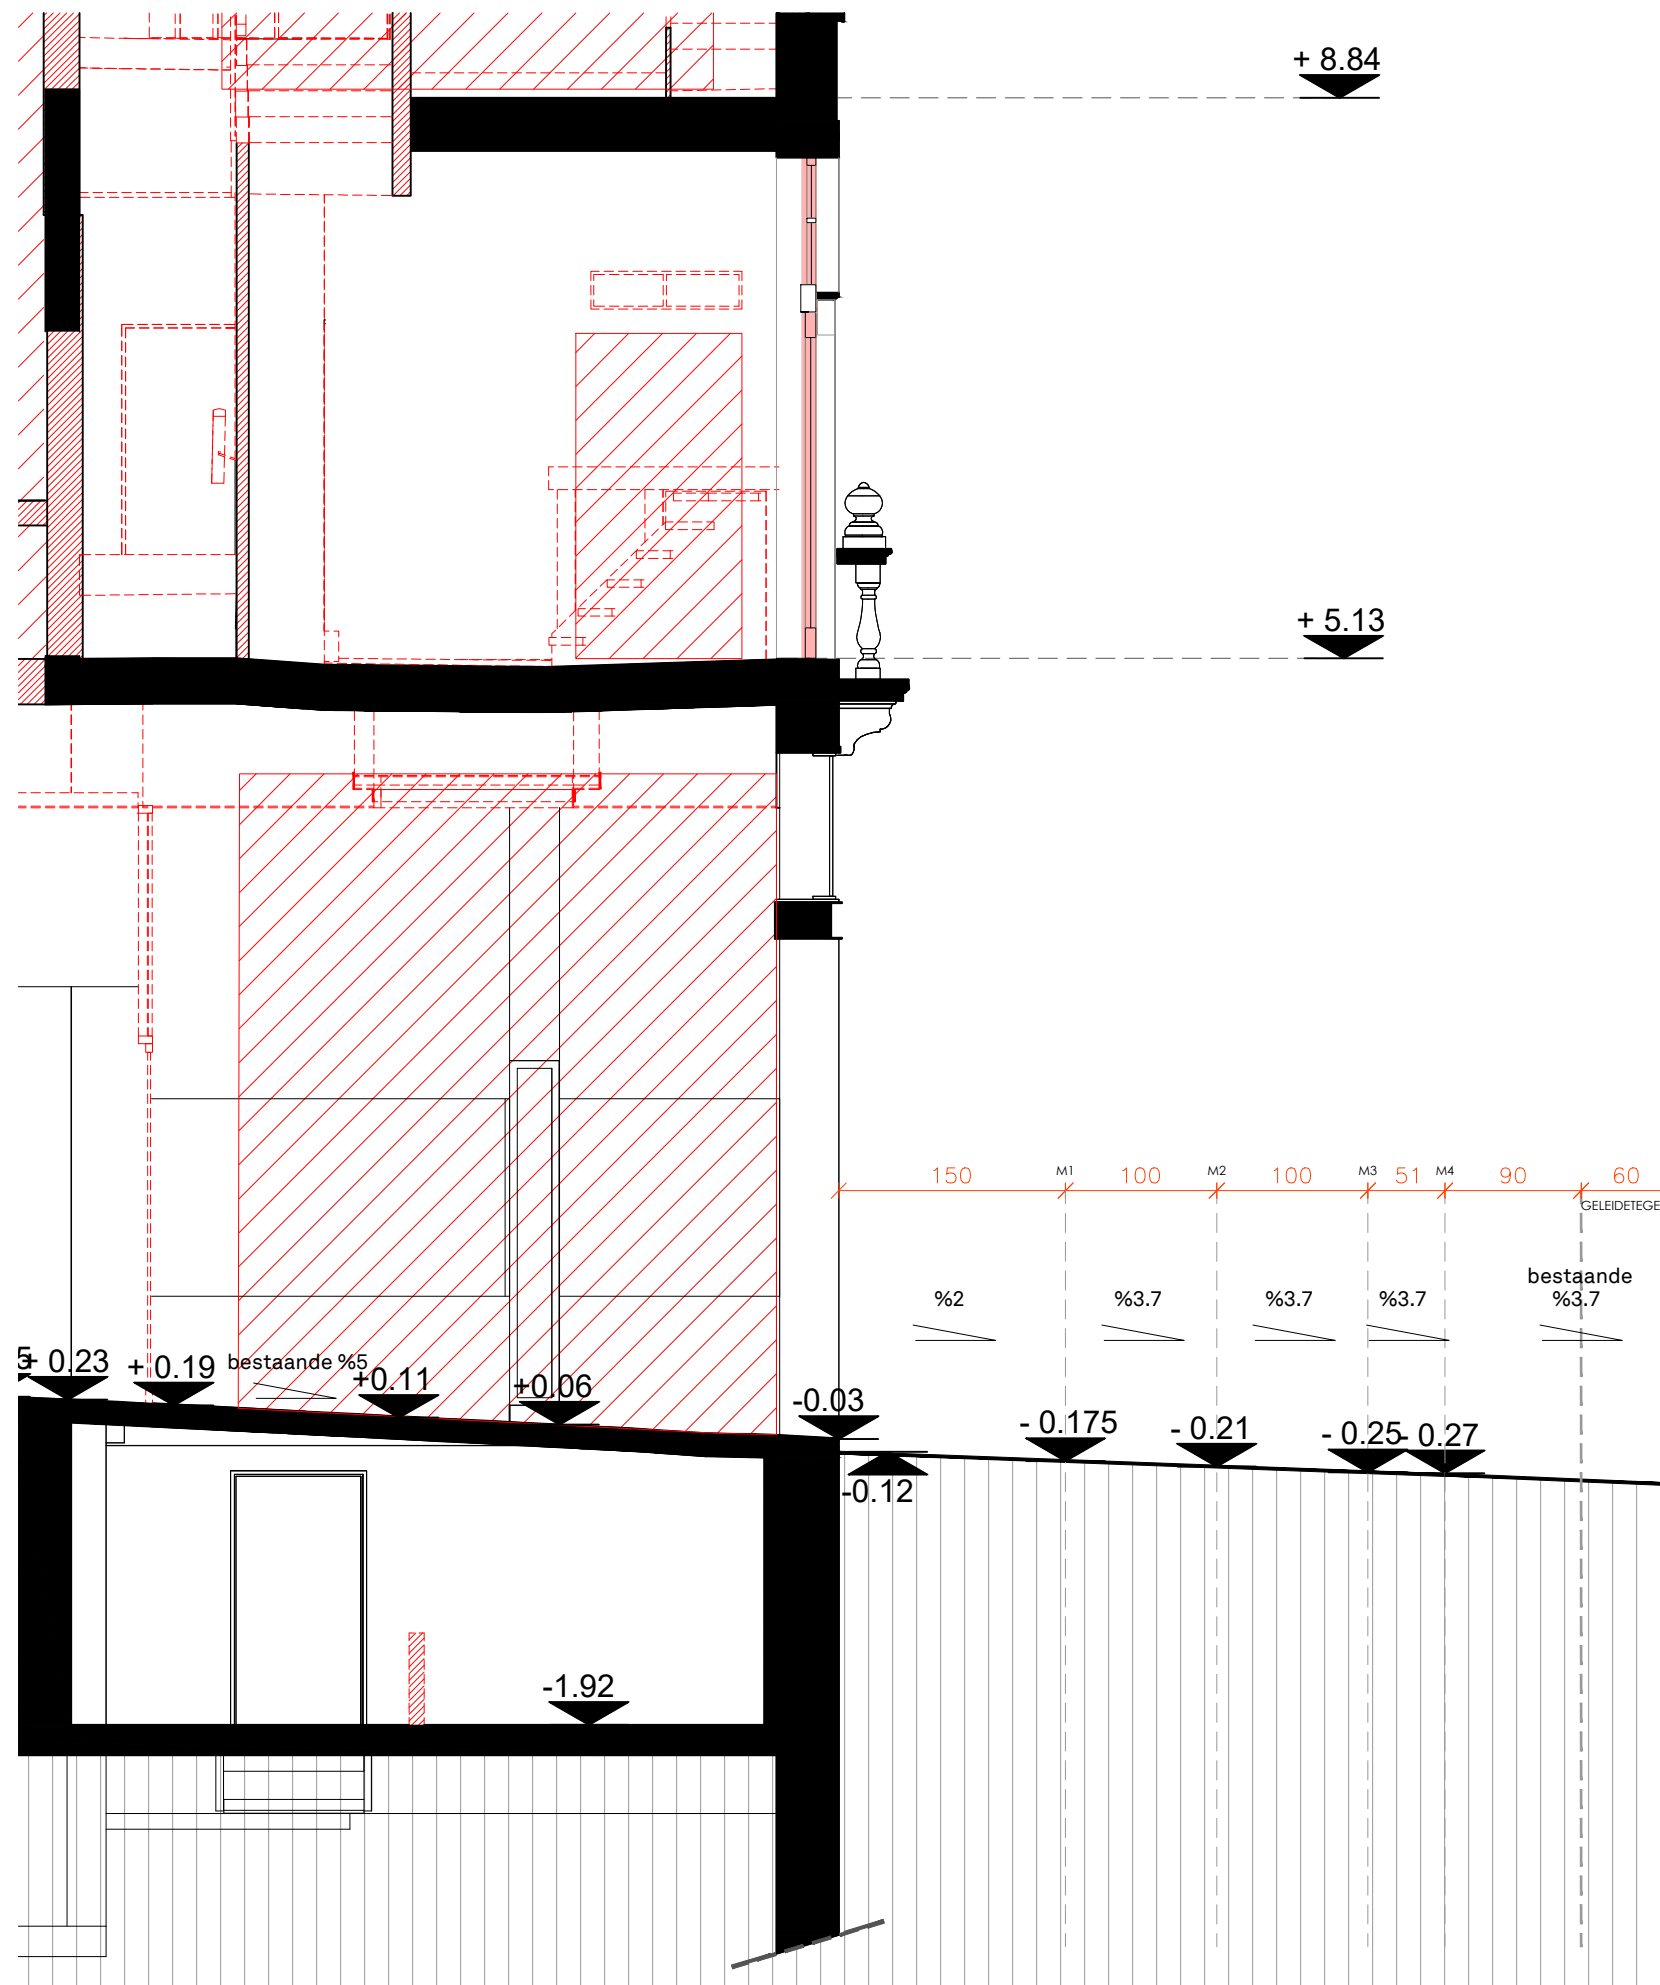 + 8.84
+ 5.13
150 M1 100 M2 100 M3 51 M4 90 60
GELEIDETEGE
bestaande
%2 %3.7 %3.7 %3.7 %3.7
5 + 0.23 + 0.19 bestaande %5 +0.11 +0.06 -0.03
- 0.175 - 0.21 - 0.25 - 0.27
-0.12
-1.92